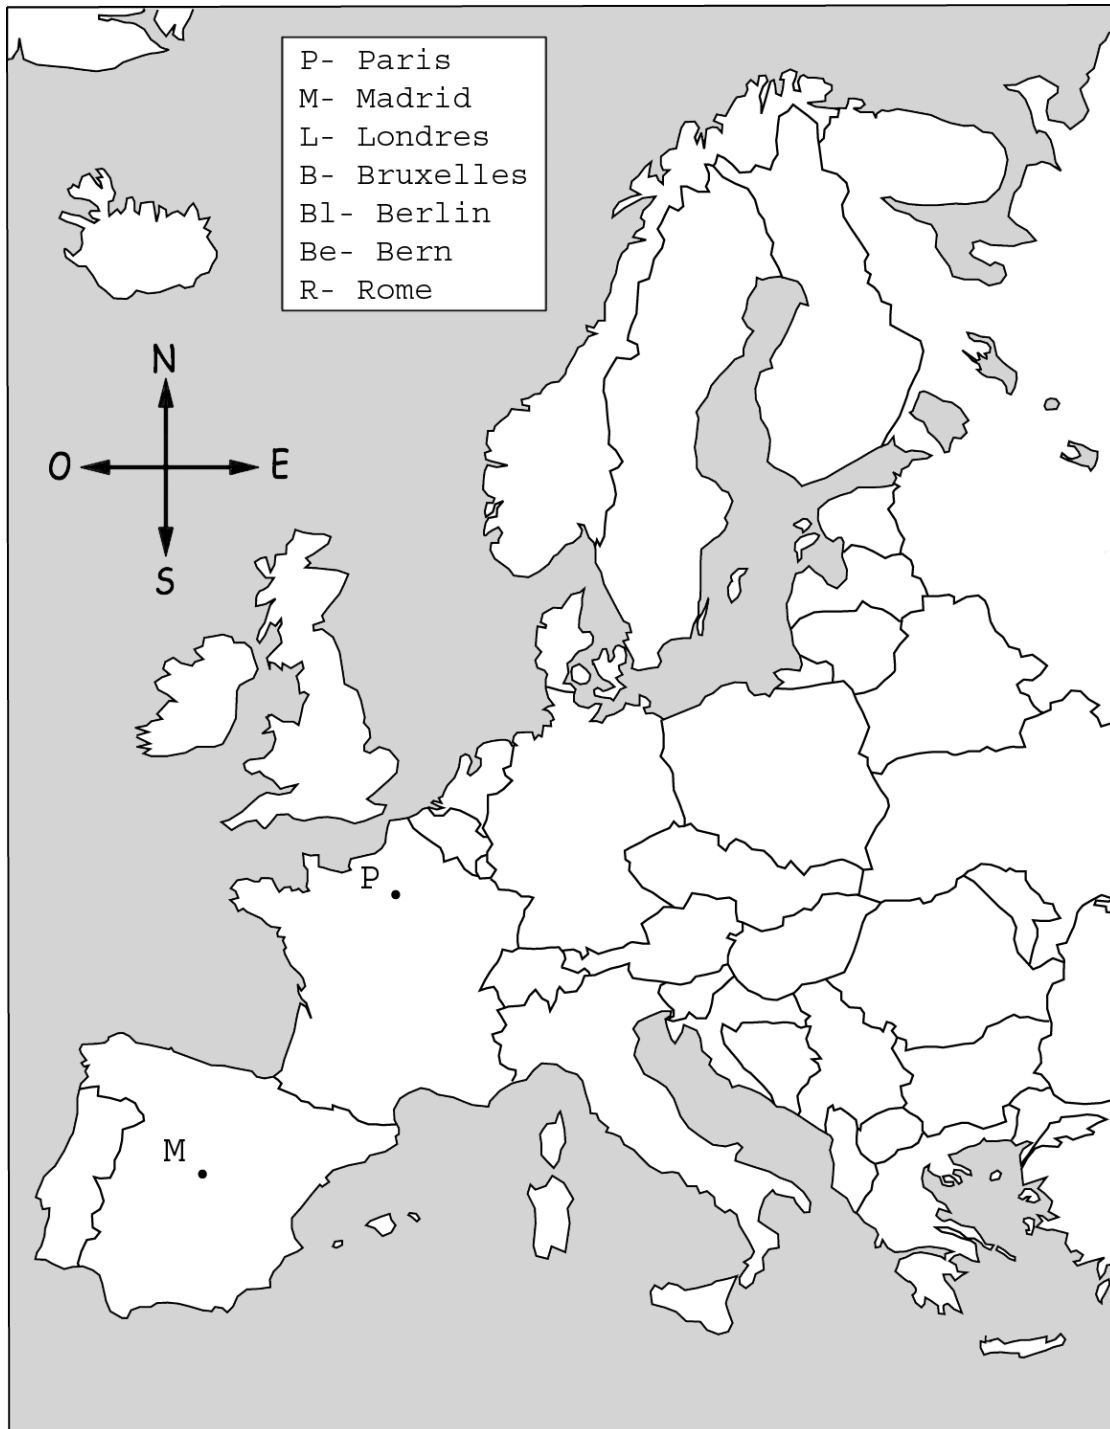 P- Paris
M- Madrid
L- Londres
B- Bruxelles
Bl- Berlin
Be- Bern
R- Rome
N
O E
S
P
M